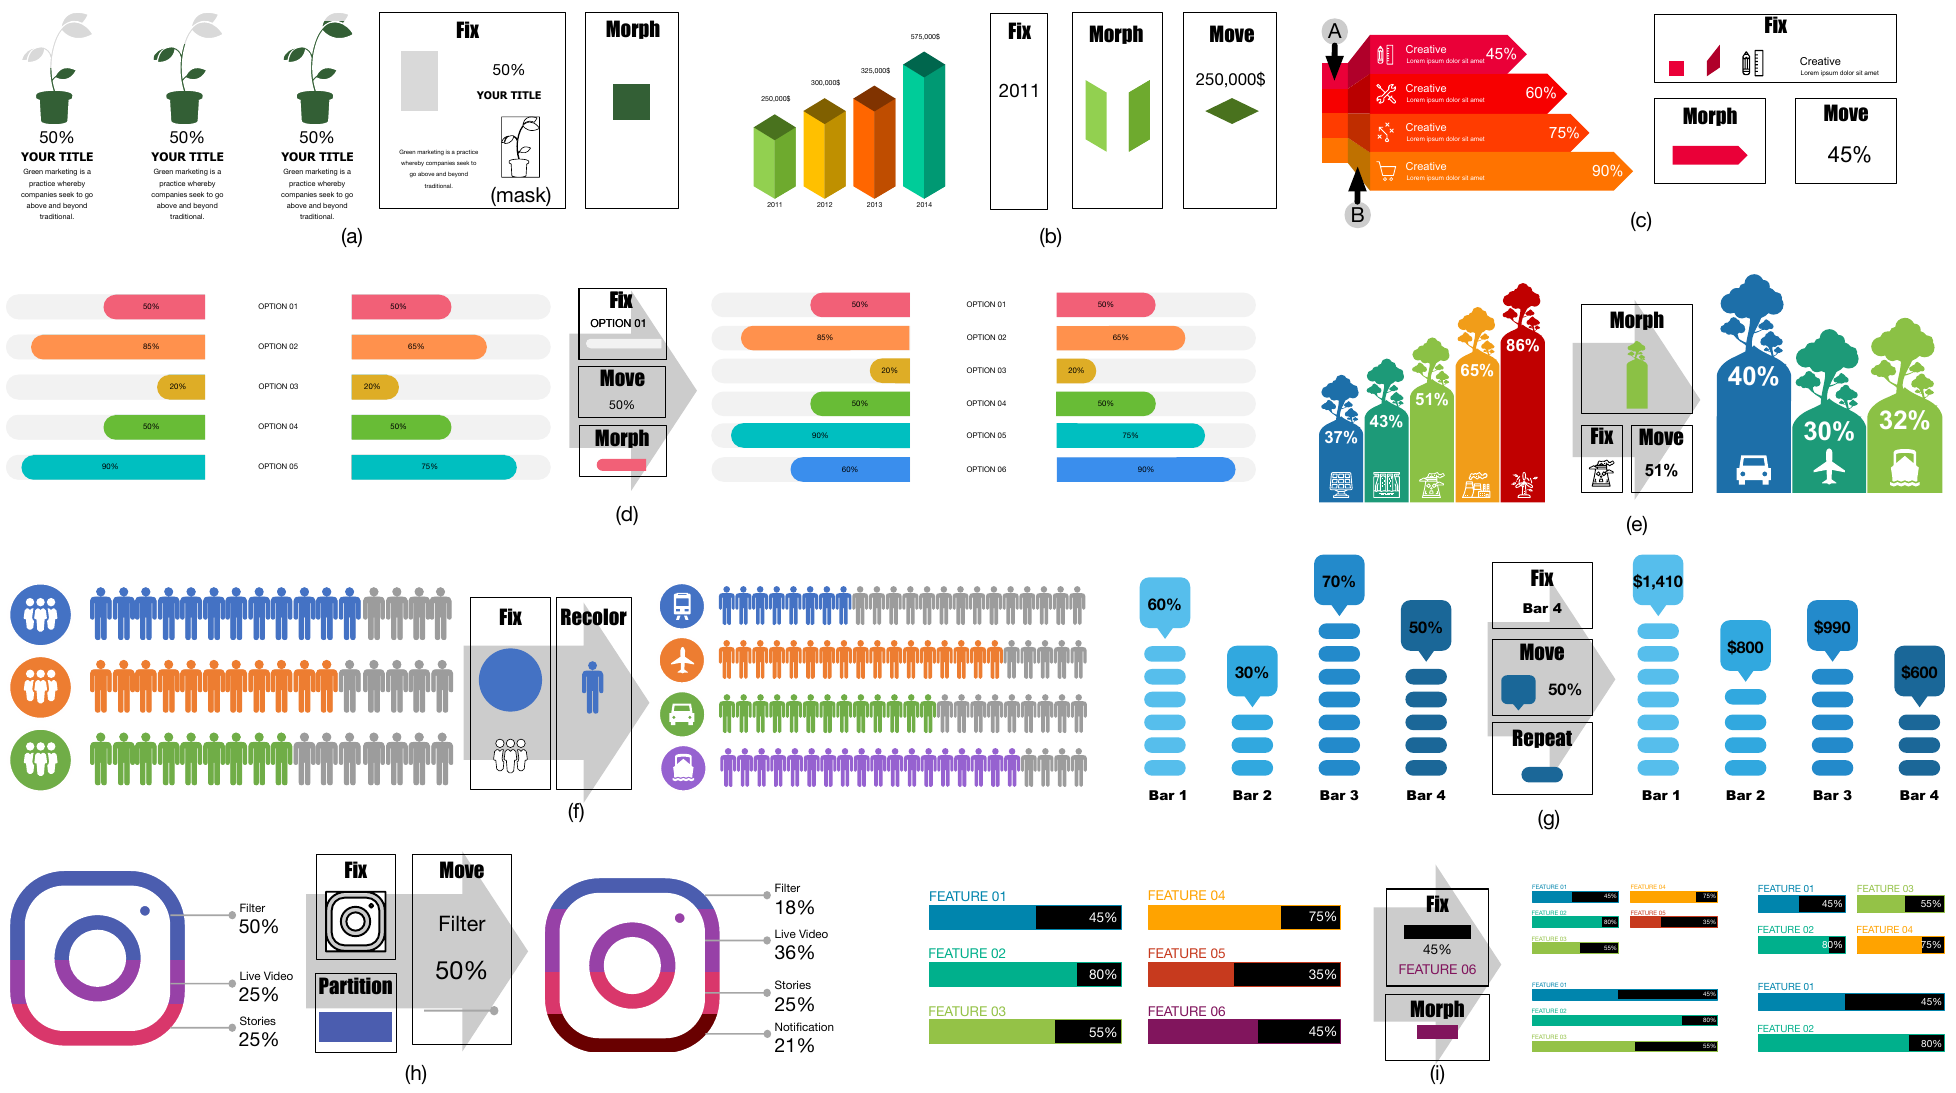 50%
YOUR TITLE
Green marketing is a
practice whereby
companies seek to go
above and beyond
traditional.
50%
YOUR TITLE
Green marketing is a
practice whereby
companies seek to go
above and beyond
traditional.
50%
YOUR TITLE
Green marketing is a
practice whereby
companies seek to go
above and beyond
traditional.
Fix
50%
YOUR TITLE
Green marketing is a practice
whereby companies seek to
go above and beyond
traditional.
(mask)
Morph
(a)
250,000$
300,000$
325,000$
575,000$
2011
2012
2013
2014
Fix
2011
Morph
Move
250,000$
(b)
A
B
Creative
Lorem ipsum dolor sit amet
45%
Creative
Lorem ipsum dolor sit amet
60%
Creative
Lorem ipsum dolor sit amet
75%
Creative
Lorem ipsum dolor sit amet
90%
Fix
Creative
Lorem ipsum dolor sit amet
Morph
Move
45%
(c)
50%
OPTION 01
50%
85%
OPTION 02
65%
20%
OPTION 03
20%
50%
OPTION 04
50%
90%
OPTION 05
75%
Fix
OPTION 01
Move
50%
Morph
50%
OPTION 01
50%
85%
OPTION 02
65%
20%
OPTION 03
20%
50%
OPTION 04
50%
90%
OPTION 05
75%
60%
OPTION 06
90%
(d)
37%
43%
51%
65%
86%
Morph
Fix
Move
51%
40%
30%
32%
(e)
Fix
Recolor
(f)
60%
30%
70%
50%
Bar 1
Bar 2
Bar 3
Bar 4
Fix
Bar 4
Move
50%
Repeat
$1,410
$800
$990
$600
Bar 1
Bar 2
Bar 3
Bar 4
(g)
Filter
50%
Live Video
25%
Stories
25%
Fix
Partition
Move
Filter
50%
Filter
18%
Live Video
36%
Stories
25%
Notification
21%
(h)
FEATURE 01
45%
FEATURE 02
80%
FEATURE 03
55%
FEATURE 04
75%
FEATURE 05
35%
FEATURE 06
45%
Fix
45%
FEATURE 06
Morph
FEATURE 01
45%
FEATURE 02
80%
FEATURE 03
55%
FEATURE 04
75%
FEATURE 05
35%
FEATURE 01
45%
FEATURE 02
80%
FEATURE 03
55%
FEATURE 04
75%
FEATURE 01
45%
FEATURE 02
80%
FEATURE 03
55%
FEATURE 01
45%
FEATURE 02
80%
(i)